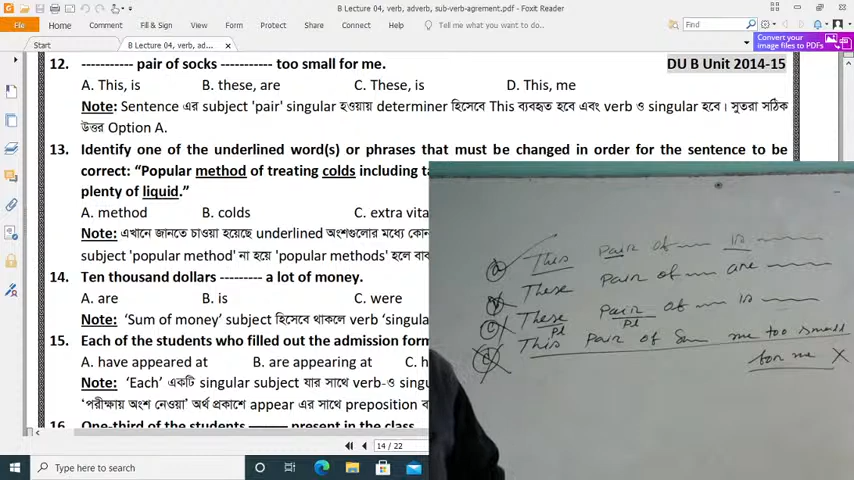 B Lecture 04, verb, adverb, sub-verb-agrement.pdf - Foxit Reader
File Home Comment Fill & Sign View Form Protect Share Connect Help Tell me what you want to do... Find
Start B Lecture 04, verb, ad...
Convert your
image files to PDFs
12. ----------- pair of socks ----------- too small for me. DU B Unit 2014-15
A. This, is B. these, are C. These, is D. This, me
Note: Sentence এর subject 'pair' singular হওয়ায় determiner হিসেবে This ব্যবহৃত হবে এবং verb ও singular হবে। সুতরা সঠিক
উত্তর Option A.
13. Identify one of the underlined word(s) or phrases that must be changed in order for the sentence to be
correct: “Popular method of treating colds including ta
plenty of liquid.”
A. method B. colds C. extra vita
Note: এখানে জানতে চাওয়া হয়েছে underlined অংশগুলোর মধ্যে কোন
subject 'popular method' না হয়ে 'popular methods' হলে বাক
14. Ten thousand dollars --------- a lot of money.
A. are B. is C. were
Note: ‘Sum of money’ subject হিসেবে থাকলে verb ‘singula
15. Each of the students who filled out the admission form
A. have appeared at B. are appearing at C.
Note: ‘Each’ একটি singular subject যার সাথে verb-ও singu
‘পরীক্ষায় অংশ নেওয়া’ অর্থ প্রকাশে appear এর সাথে preposition ব
16. One-third of the students ------- present in the class.
a This Pair of is
b These Pair of are
c These Pair of is
Pl Pl
d This Pair of me too small
for me X
14 / 22
Type here to search